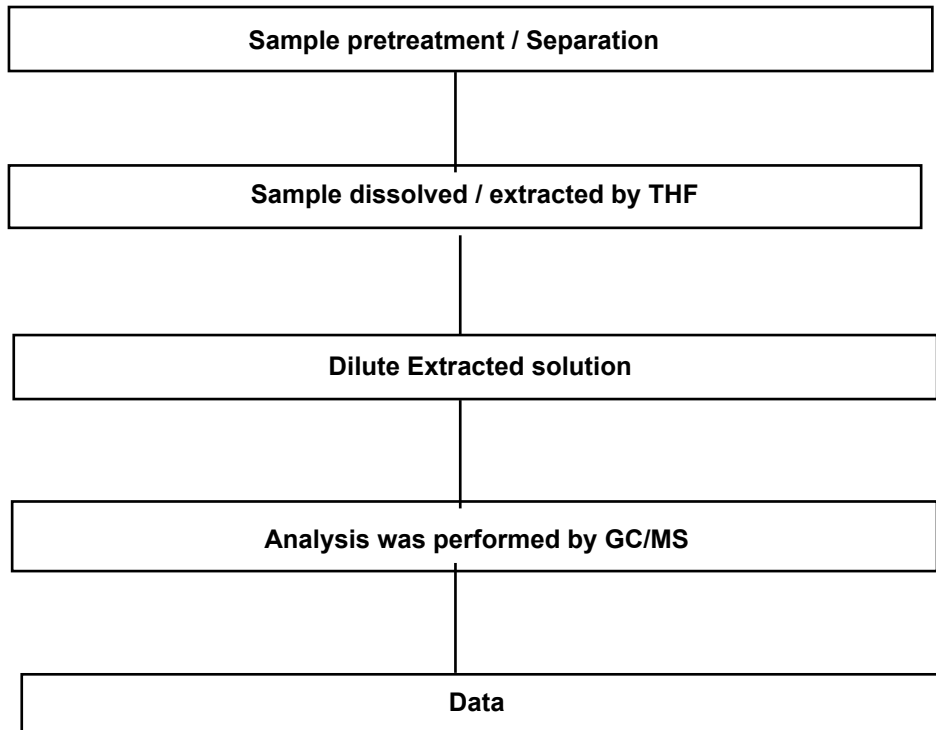 Sample pretreatment / Separation
Sample dissolved / extracted by THF
Dilute Extracted solution
Analysis was performed by GC/MS
Data